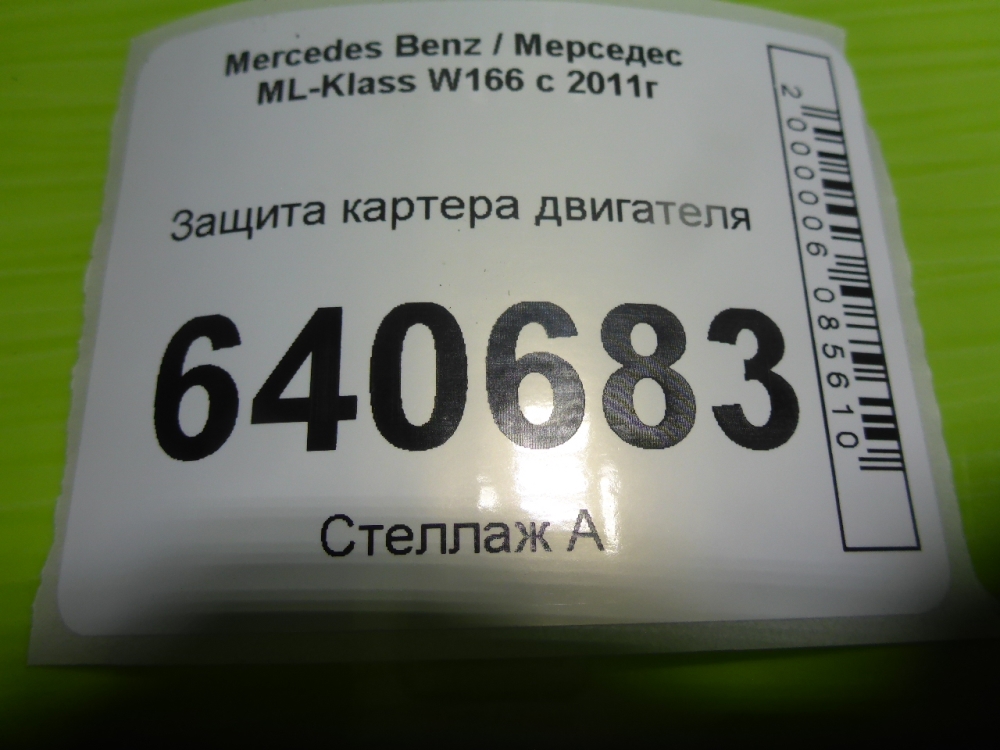 Mercedes Benz / Мерседес
ML-Klass W166 с 2011г
Защита картера двигателя
640683
Стеллаж А
2000006085610